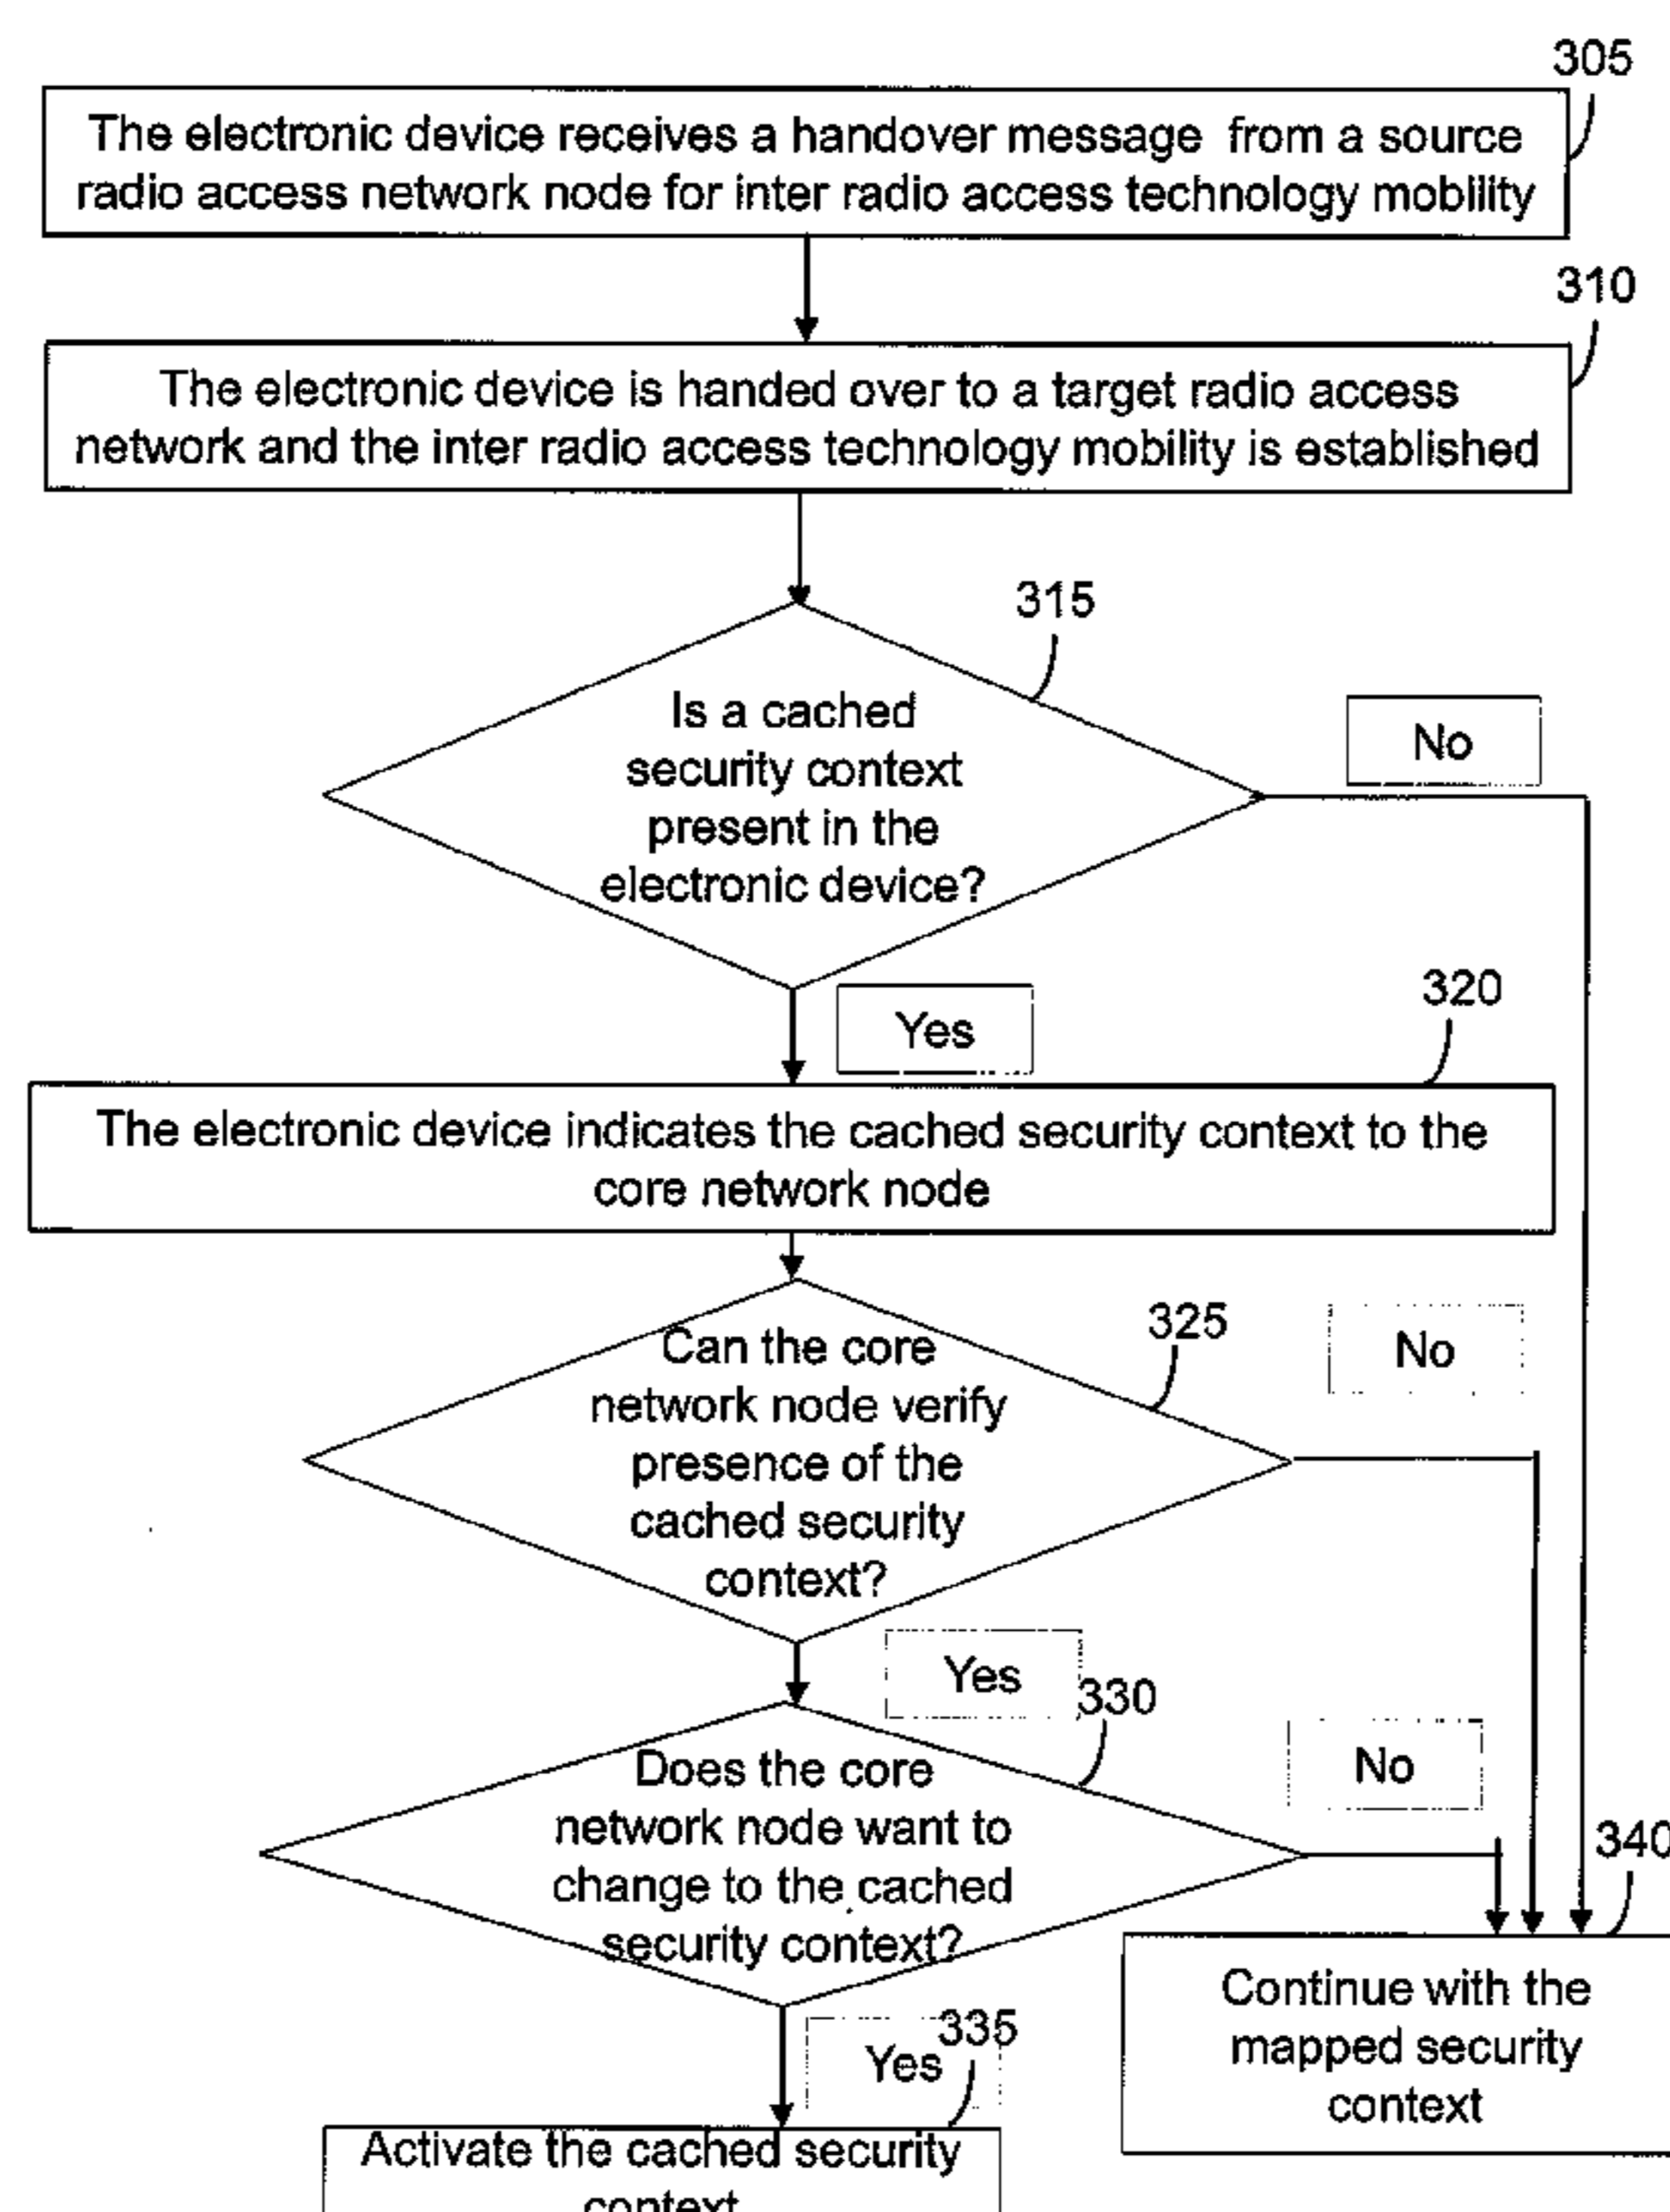 305
The electronic device receives a handover message from a source
radio access network node for inter radio access technology mobility
310
The electronic device is handed over to a target radio access
network and the inter radio access technology mobility is established
315
Is a cached
security context
present in the
electronic device?
No
Yes
320
The electronic device indicates the cached security context to the
core network node
325
Can the core
network node verify
presence of the
cached security
context?
No
Yes
330
Does the core
network node want to
change to the cached
security context?
No
340
Continue with the
mapped security
context
Yes
335
Activate the cached security
context